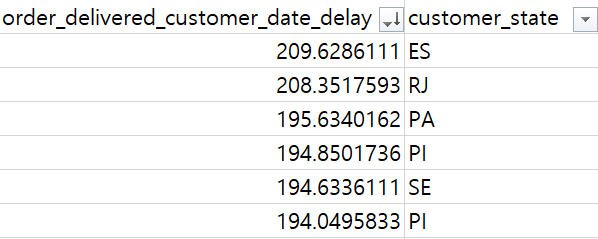 order_delivered_customer_date_delay customer_state
209.6286111 ES
208.3517593 RJ
195.6340162 PA
194.8501736 PI
194.6336111 SE
194.0495833 PI